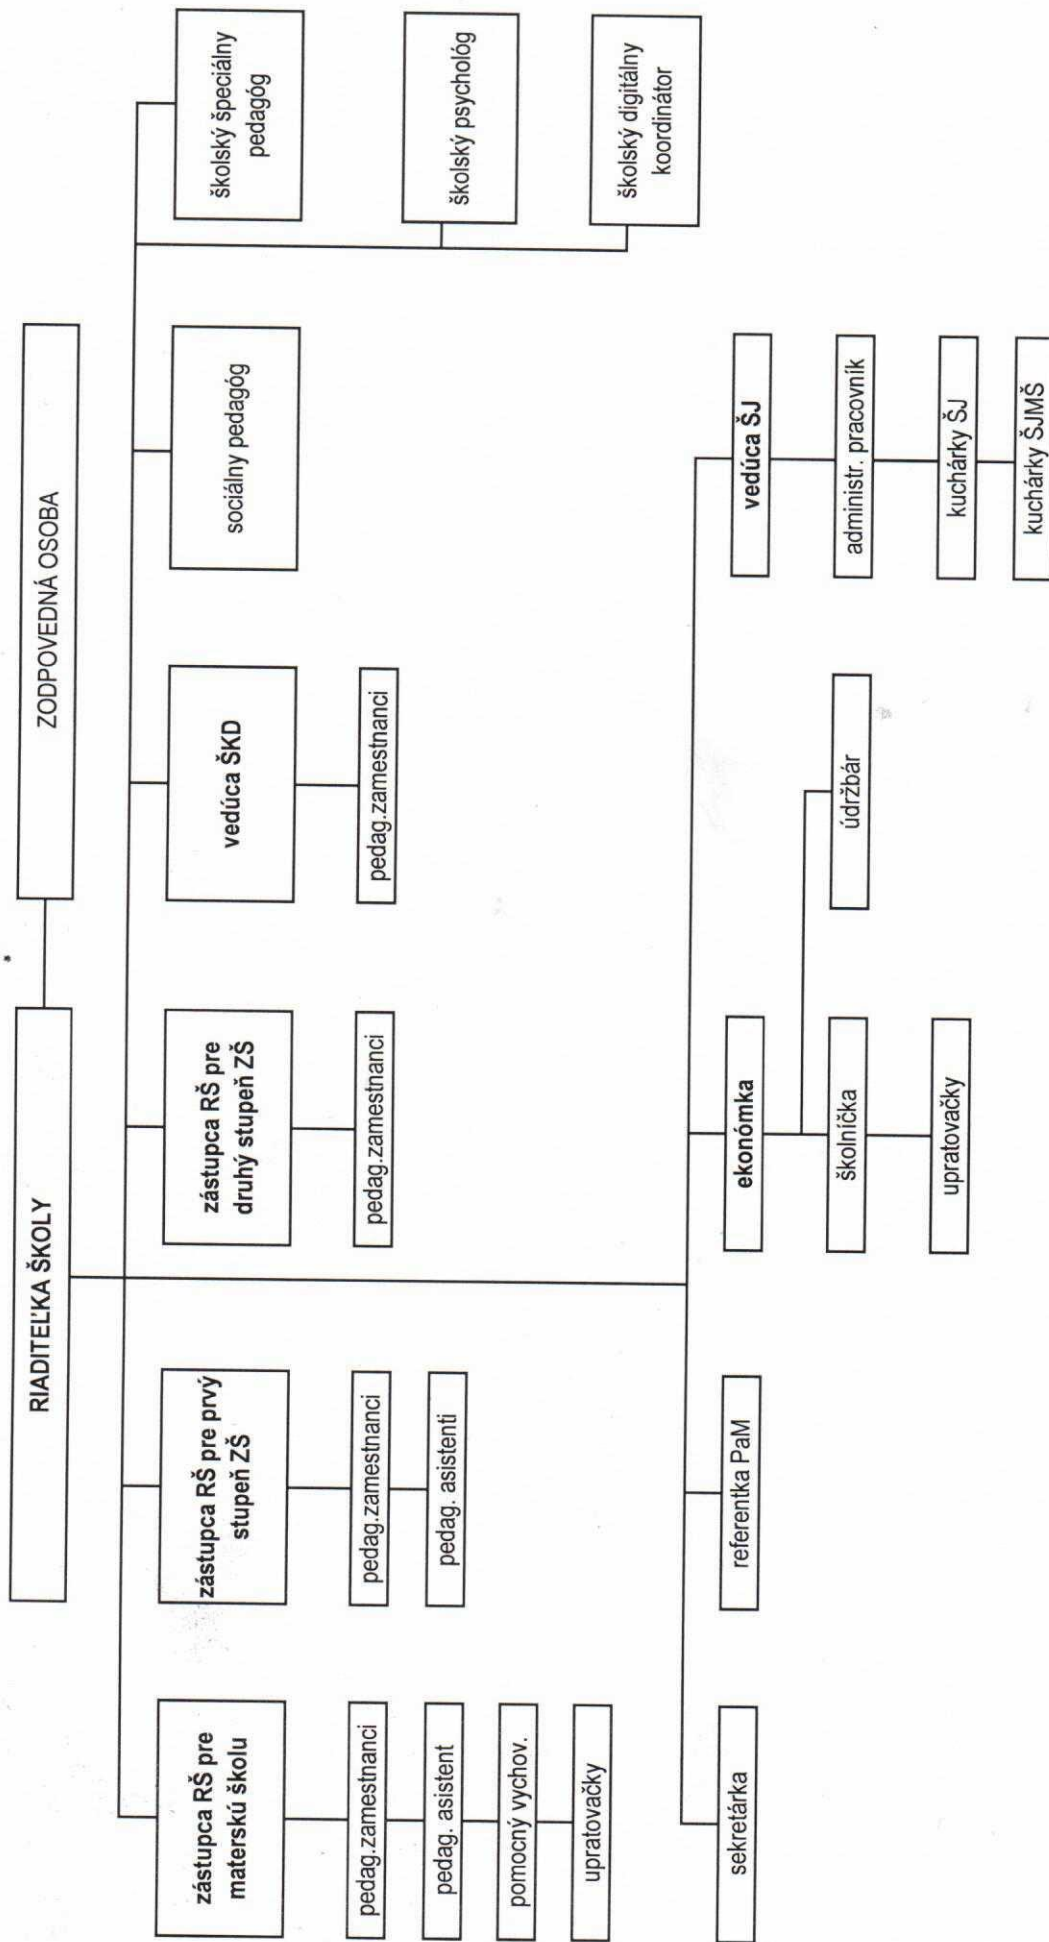 RIADITEĽKA ŠKOLY
ZODPOVEDNÁ OSOBA
zástupca RŠ pre
materskú školu
pedag.zamestnanci
pedag. asistent
pomocný vychov.
upratovačky
zástupca RŠ pre prvý
stupeň ZŠ
pedag.zamestnanci
pedag. asistenti
zástupca RŠ pre
druhý stupeň ZŠ
pedag.zamestnanci
vedúca ŠKD
pedag.zamestnanci
sociálny pedagóg
školský špeciálny
pedagóg
školský psychológ
školský digitálny
koordinátor
sekretárka
referentka PaM
ekonómka
školníčka
upratovačky
údržbár
vedúca ŠJ
administr. pracovník
kuchárky ŠJ
kuchárky ŠJMŠ